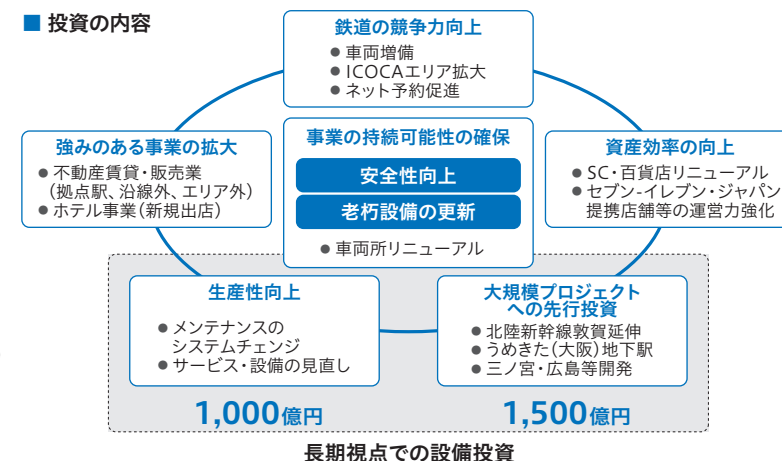 ■ 投資の内容
鉄道の競争力向上
● 車両増備
● ICOCAエリア拡大
● ネット予約促進
強みのある事業の拡大
● 不動産賃貸・販売業
(拠点駅、沿線外、エリア外)
● ホテル事業(新規出店)
事業の持続可能性の確保
安全性向上
老朽設備の更新
● 車両所リニューアル
資産効率の向上
● SC・百貨店リニューアル
● セブン-イレブン・ジャパン
提携店舗等の運営力強化
生産性向上
● メンテナンスの
システムチェンジ
● サービス・設備の見直し
大規模プロジェクト
への先行投資
● 北陸新幹線敦賀延伸
● うめきた(大阪)地下駅
● 三ノ宮・広島等開発
1,000億円
1,500億円
長期視点での設備投資